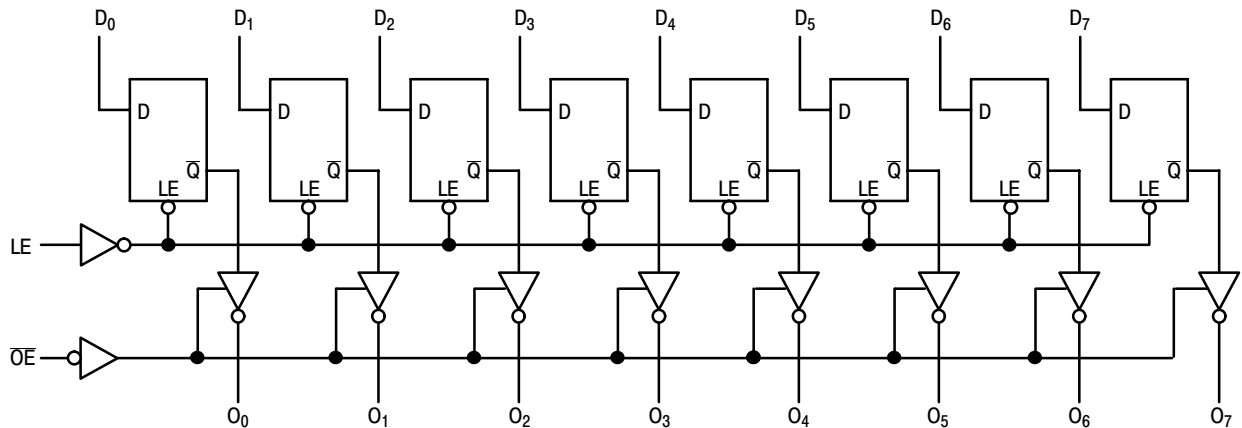 D₀ D₁ D₂ D₃ D₄ D₅ D₆ D₇
D D D D D D D D
Q̅ Q̅ Q̅ Q̅ Q̅ Q̅ Q̅ Q̅
LE LE LE LE LE LE LE LE
LE
O̅E̅
O₀ O₁ O₂ O₃ O₄ O₅ O₆ O₇